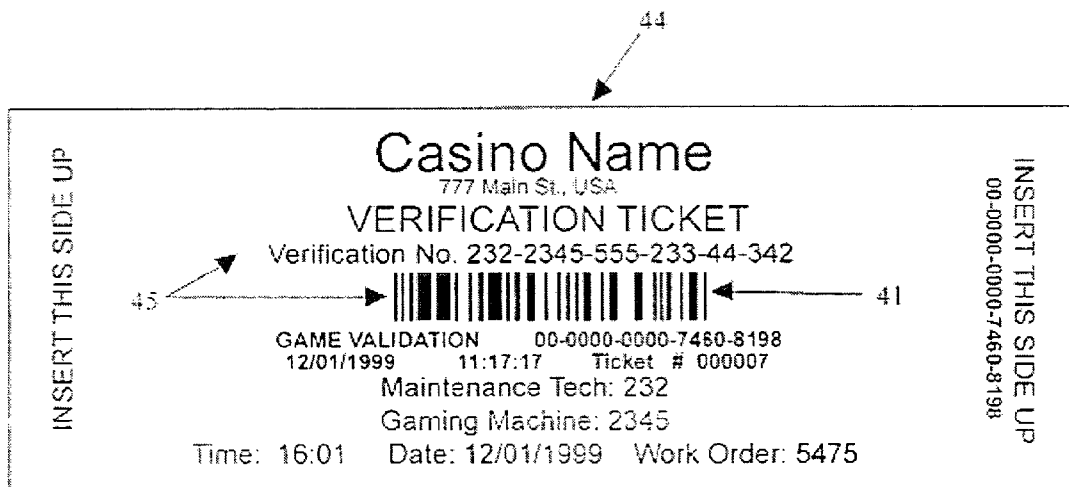 44
Casino Name
777 Main St., USA
VERIFICATION TICKET
Verification No. 232-2345-555-233-44-342
45
41
GAME VALIDATION 00-0000-0000-7460-8198
12/01/1999 11:17:17 Ticket # 000007
Maintenance Tech: 232
Gaming Machine: 2345
Time: 16:01 Date: 12/01/1999 Work Order: 5475
INSERT THIS SIDE UP
INSERT THIS SIDE UP
00-0000-0000-7460-8198